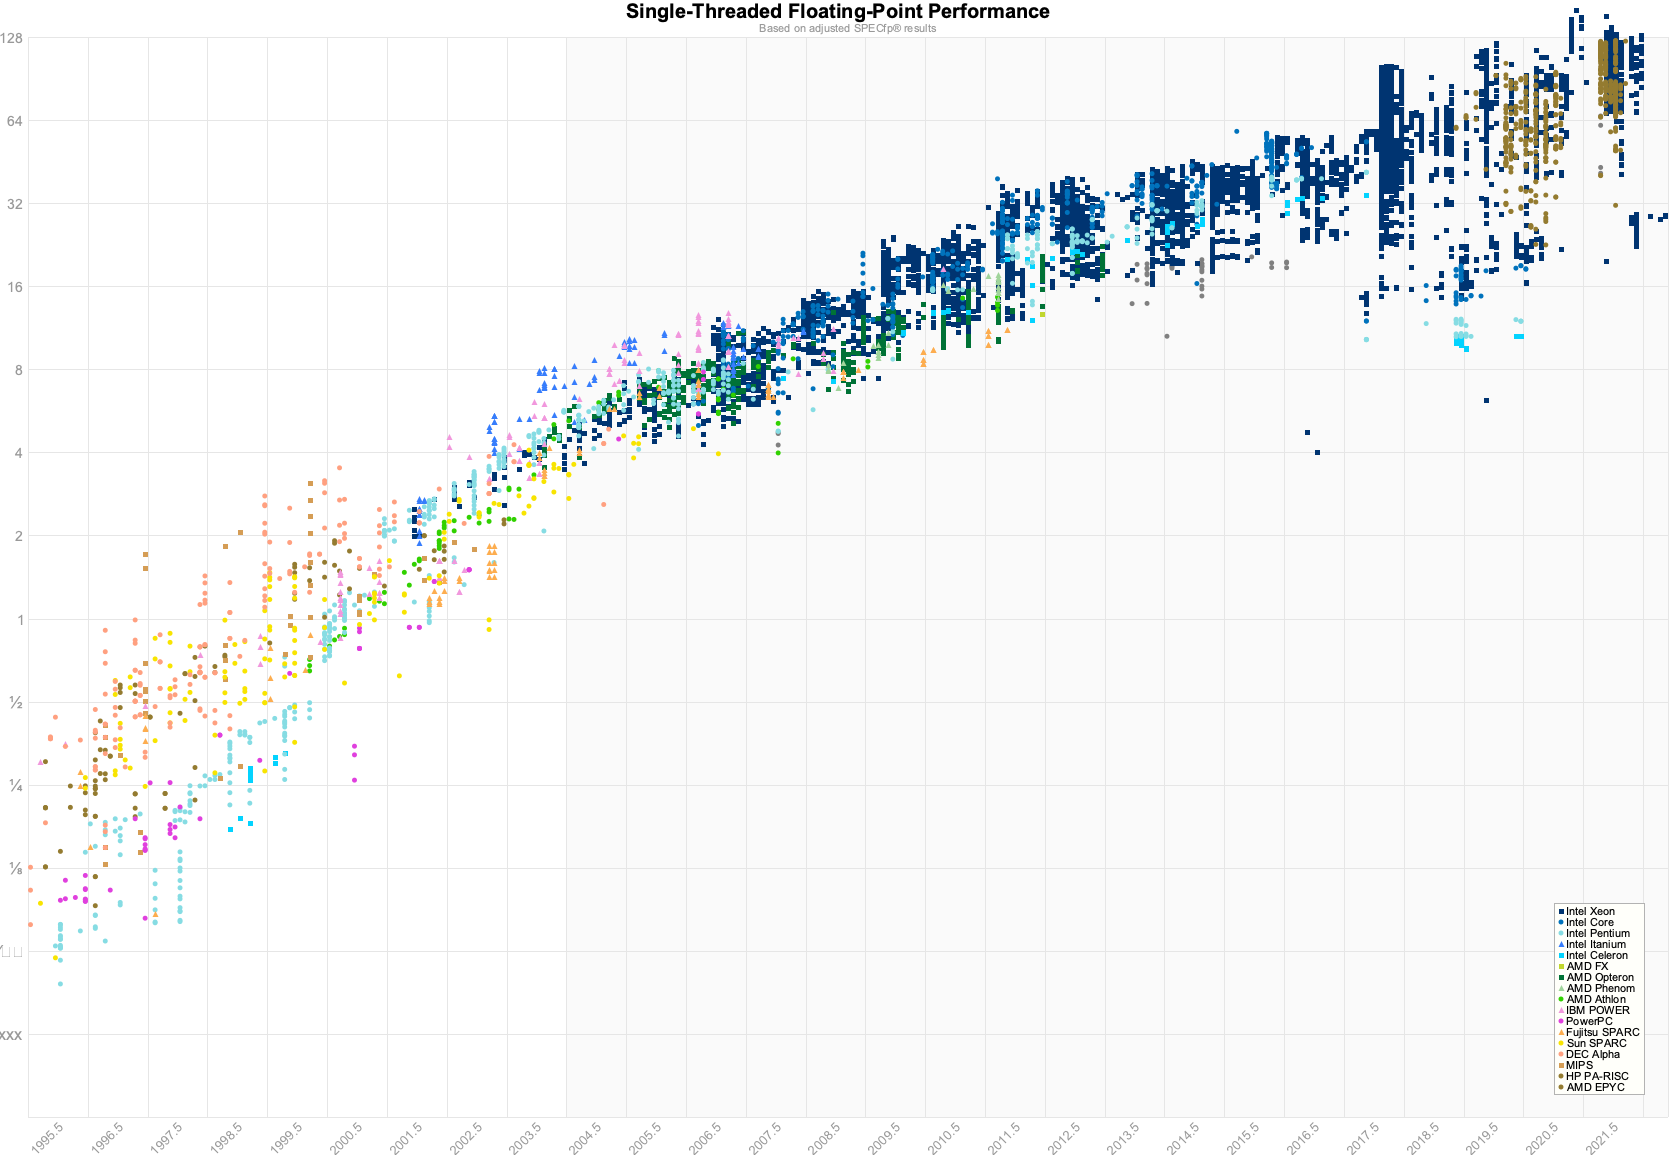 Single-Threaded Floating-Point Performance
Based on adjusted SPECfp® results
128
64
32
16
8
4
2
1
½
¼
⅛
xxx
1995.5
1996.5
1997.5
1998.5
1999.5
2000.5
2001.5
2002.5
2003.5
2004.5
2005.5
2006.5
2007.5
2008.5
2009.5
2010.5
2011.5
2012.5
2013.5
2014.5
2015.5
2016.5
2017.5
2018.5
2019.5
2020.5
2021.5
Intel Xeon
Intel Core
Intel Pentium
Intel Itanium
Intel Celeron
AMD FX
AMD Opteron
AMD Phenom
AMD Athlon
IBM POWER
PowerPC
Fujitsu SPARC
Sun SPARC
DEC Alpha
MIPS
HP PA-RISC
AMD EPYC